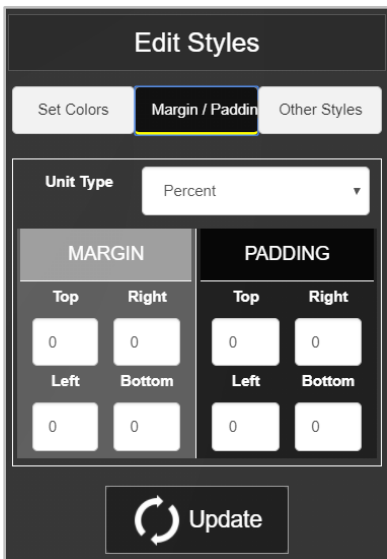 Edit Styles
Set Colors Margin / Paddin Other Styles
Unit Type Percent
MARGIN PADDING
Top Right Top Right
0 0 0 0
Left Bottom Left Bottom
0 0 0 0
Update